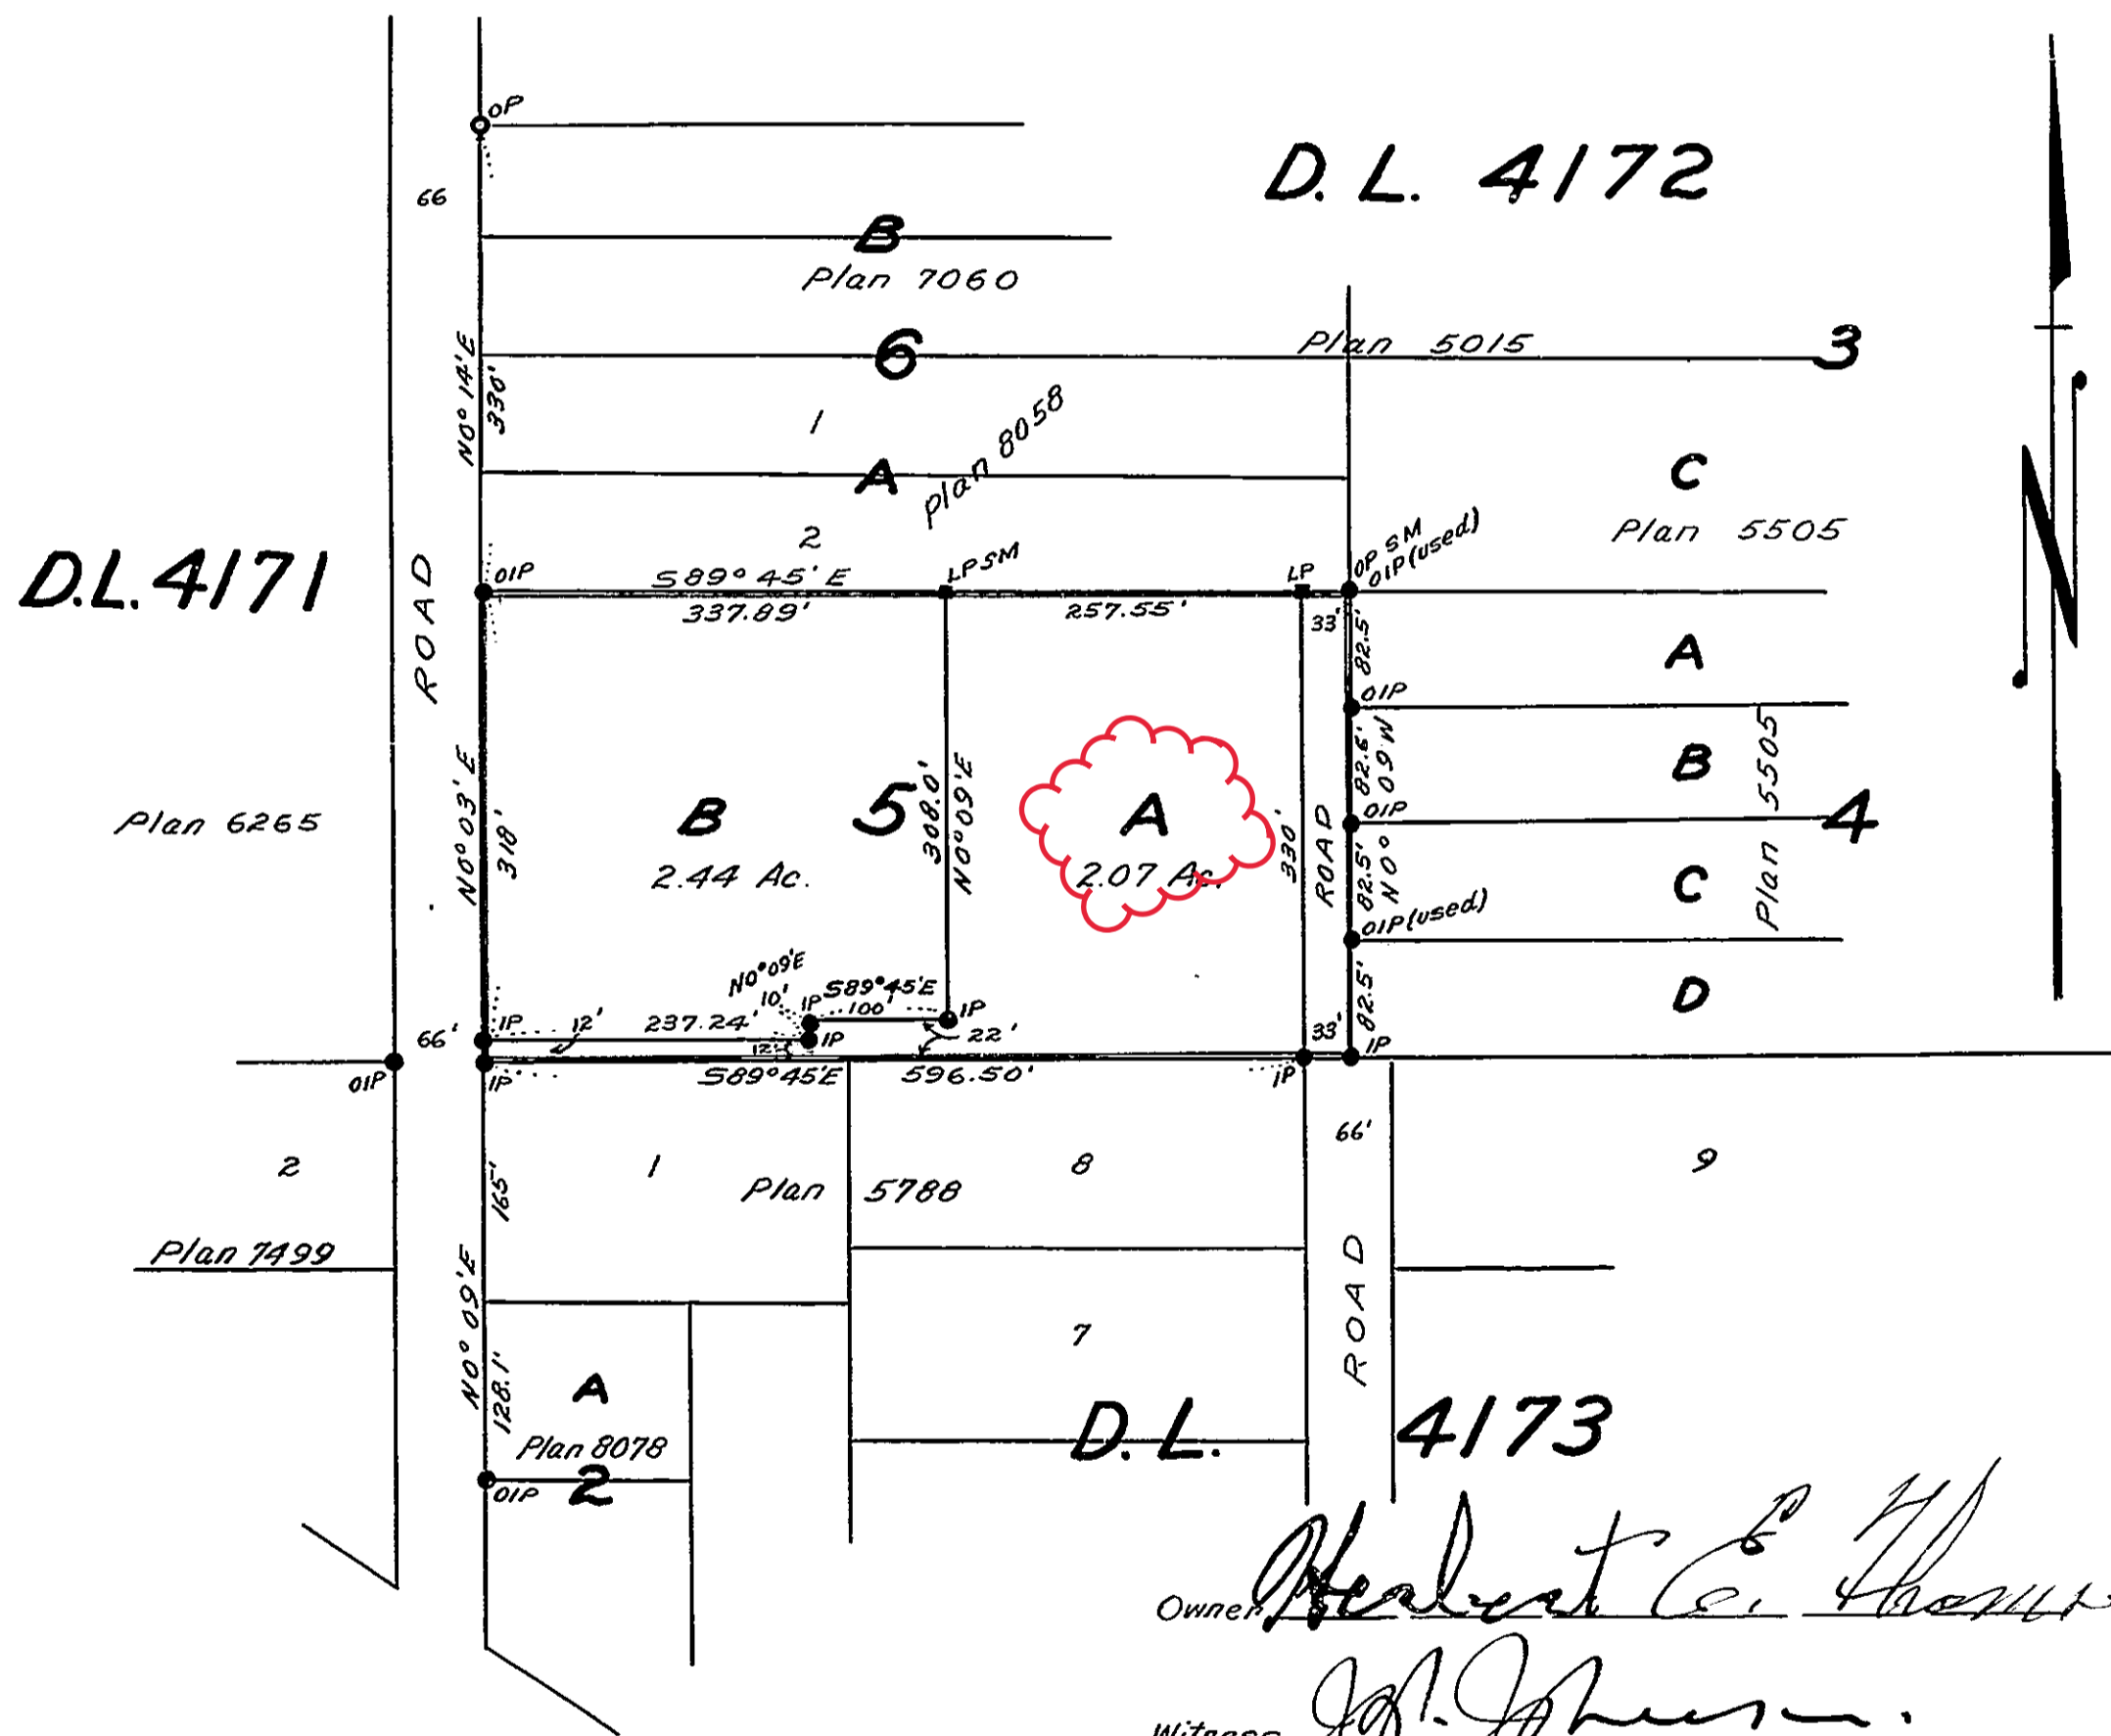 OP
D. L. 4172
66
B
Plan 7060
N0° 14' E
330'
6
Plan 5015
3
1
A
Plan 8058
C
Plan 5505
2
D.L. 4171
ROAD
OIP
S89° 45' E
337.89'
LP SM
257.55'
LP
33'
OP SM
OIP (used)
82.5'
A
OIP
N0° 03' E
318'
Plan 6265
B
2.44 Ac.
5
308.0'
N0° 09' E
A
2.07 Ac.
330'
ROAD
82.6'
N0° 09' W
OIP
B
Plan 5505
4
82.5'
C
OIP (used)
82.5'
D
N0° 09' E
10'
IP
S89° 45' E
100'
IP
66'
IP
12'
237.24'
IP
12'
22'
33'
IP
OIP
IP
S89° 45' E
596.50'
IP
2
165'
1
Plan 5788
8
66'
9
Plan 7499
N0° 09' E
128.1'
A
Plan 8078
2
OIP
7
ROAD
D. L. 4173
Owner Herbert E.
Witness
N